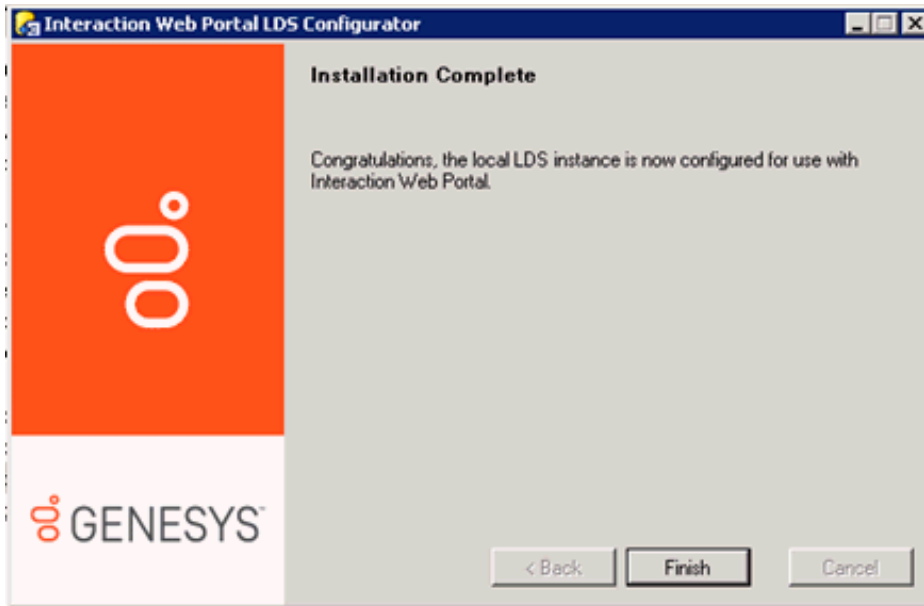 Interaction Web Portal LDS Configurator
Installation Complete
Congratulations, the local LDS instance is now configured for use with
Interaction Web Portal.
GENESYS™
< Back
Finish
Cancel